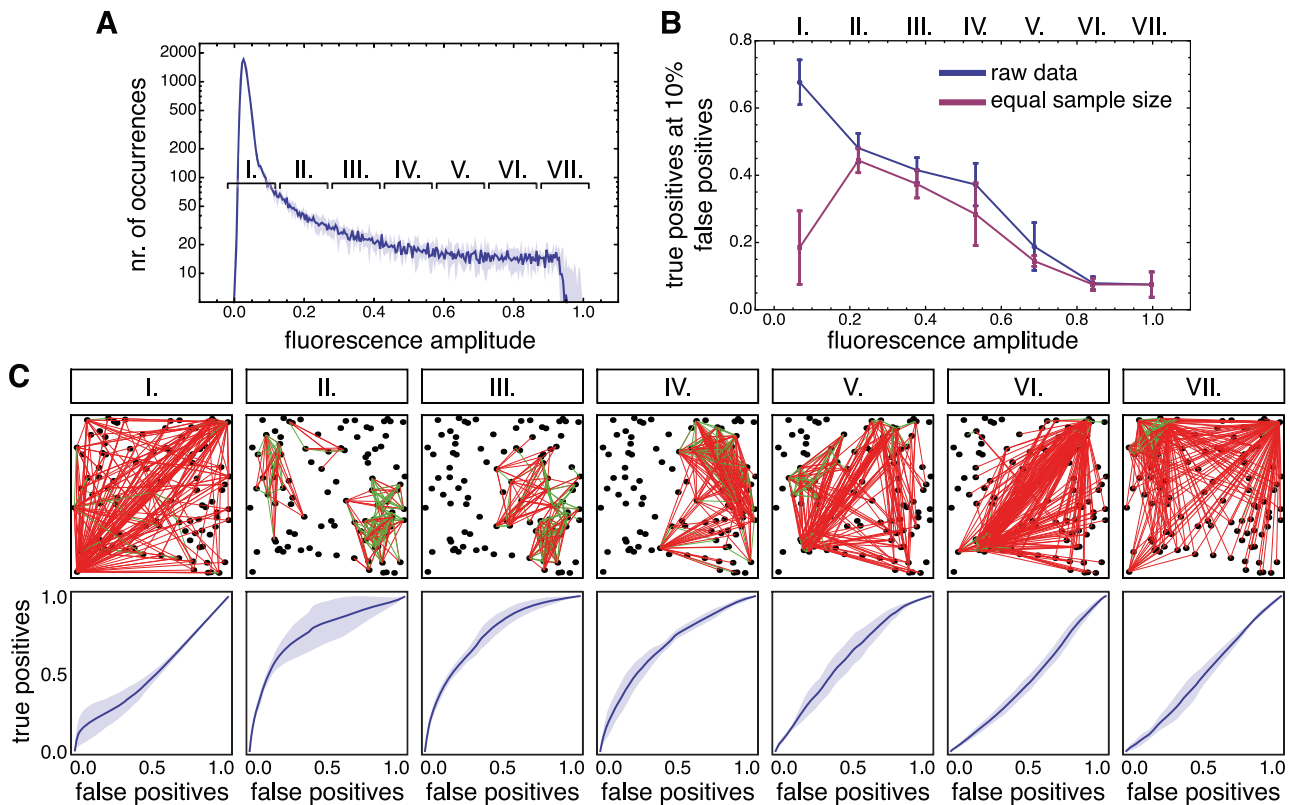 A
nr. of occurrences
2000
1000
500
200
100
50
20
10
I. II. III. IV. V. VI. VII.
0.0 0.2 0.4 0.6 0.8 1.0
fluorescence amplitude
B
I. II. III. IV. V. VI. VII.
true positives at 10%
false positives
0.8
0.6
0.4
0.2
0.0
raw data
equal sample size
0.0 0.2 0.4 0.6 0.8 1.0
fluorescence amplitude
C
I. II. III. IV. V. VI. VII.
true positives
1.0
0.5
0.0
0.0 0.5 1.0 0.0 0.5 1.0 0.0 0.5 1.0 0.0 0.5 1.0 0.0 0.5 1.0 0.0 0.5 1.0 0.0 0.5 1.0
false positives false positives false positives false positives false positives false positives false positives